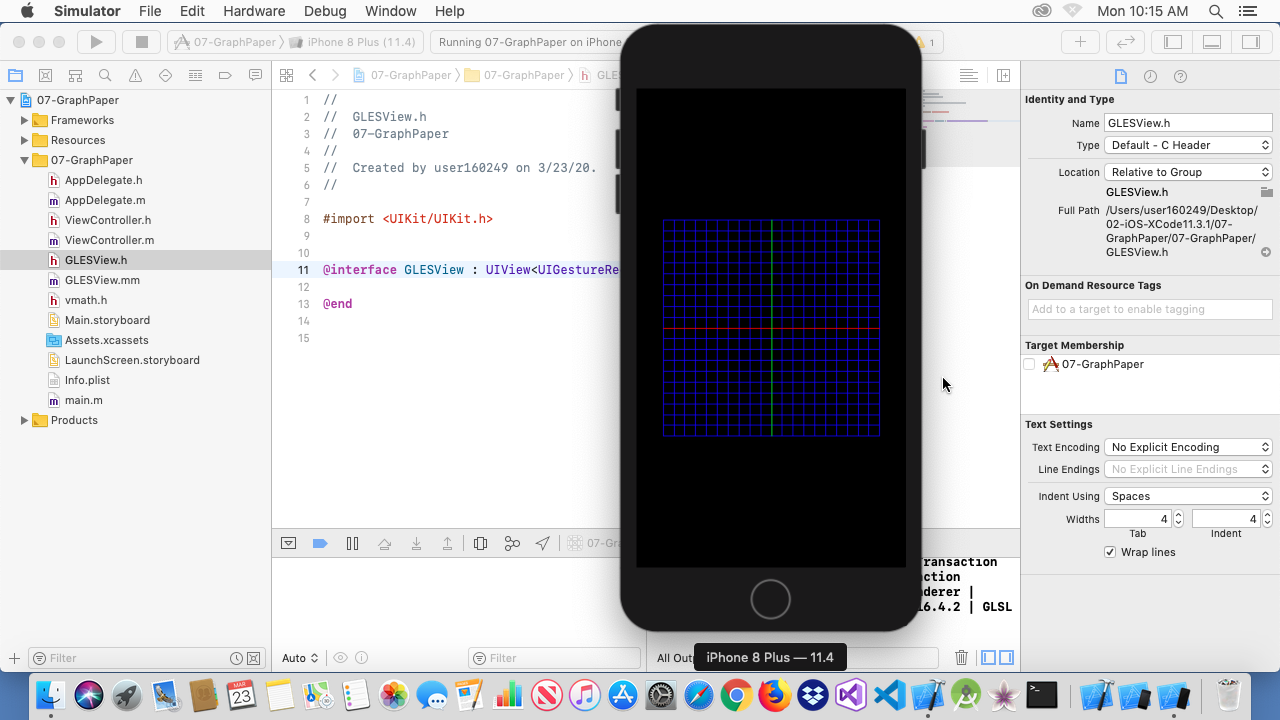 Simulator File Edit Hardware Debug Window Help Mon 10:15 AM
07-GraphPaper iPhone 8 Plus (11.4) Running 07-GraphPaper on iPhone 1
07-GraphPaper 07-GraphPaper h
07-GraphPaper
Frameworks
Resources
07-GraphPaper
h AppDelegate.h
m AppDelegate.m
h ViewController.h
m ViewController.m
h GLESView.h
m GLESView.mm
h vmath.h
Main.storyboard
Assets.xcassets
LaunchScreen.storyboard
Info.plist
m main.m
Products
Filter
1 //
2 // GLESView.h
3 // 07-GraphPaper
4 //
5 // Created by user160249 on 3/23/20.
6 //
7
8 #import <UIKit/UIKit.h>
9
10
11 @interface GLESView : UIView<UIGestureRe
12
13 @end
14
15
07-Gr
ransaction
ction
derer |
16.4.2 | GLSL
Auto Filter All Outp
iPhone 8 Plus — 11.4
Identity and Type
Name GLESView.h
Type Default - C Header
Location Relative to Group
GLESView.h
Full Path /Users/user160249/Desktop/
02-iOS-XCode11.3.1/07-
GraphPaper/07-GraphPaper/
GLESView.h
On Demand Resource Tags
Add to a target to enable tagging
Target Membership
07-GraphPaper
Text Settings
Text Encoding No Explicit Encoding
Line Endings No Explicit Line Endings
Indent Using Spaces
Widths 4 4
Tab Indent
Wrap lines
MAR
23